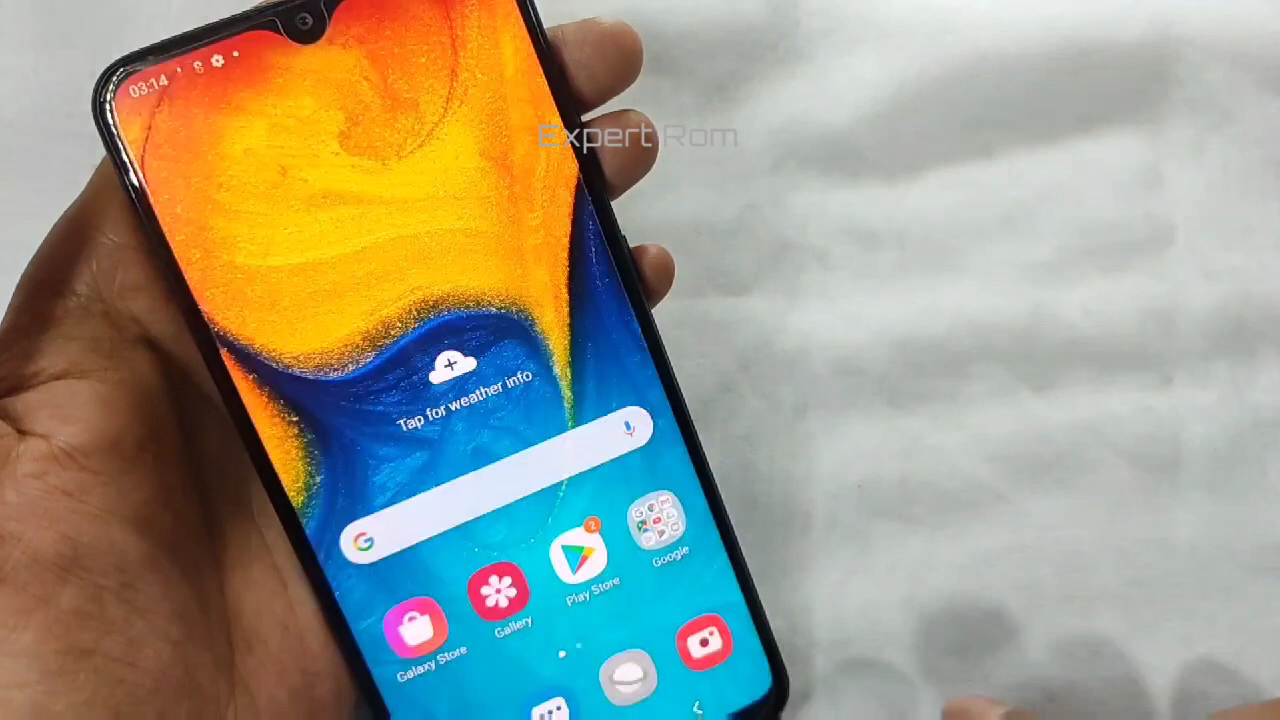 03:14
Expert Rom
Tap for weather info
2
Google
Play Store
Gallery
Galaxy Store